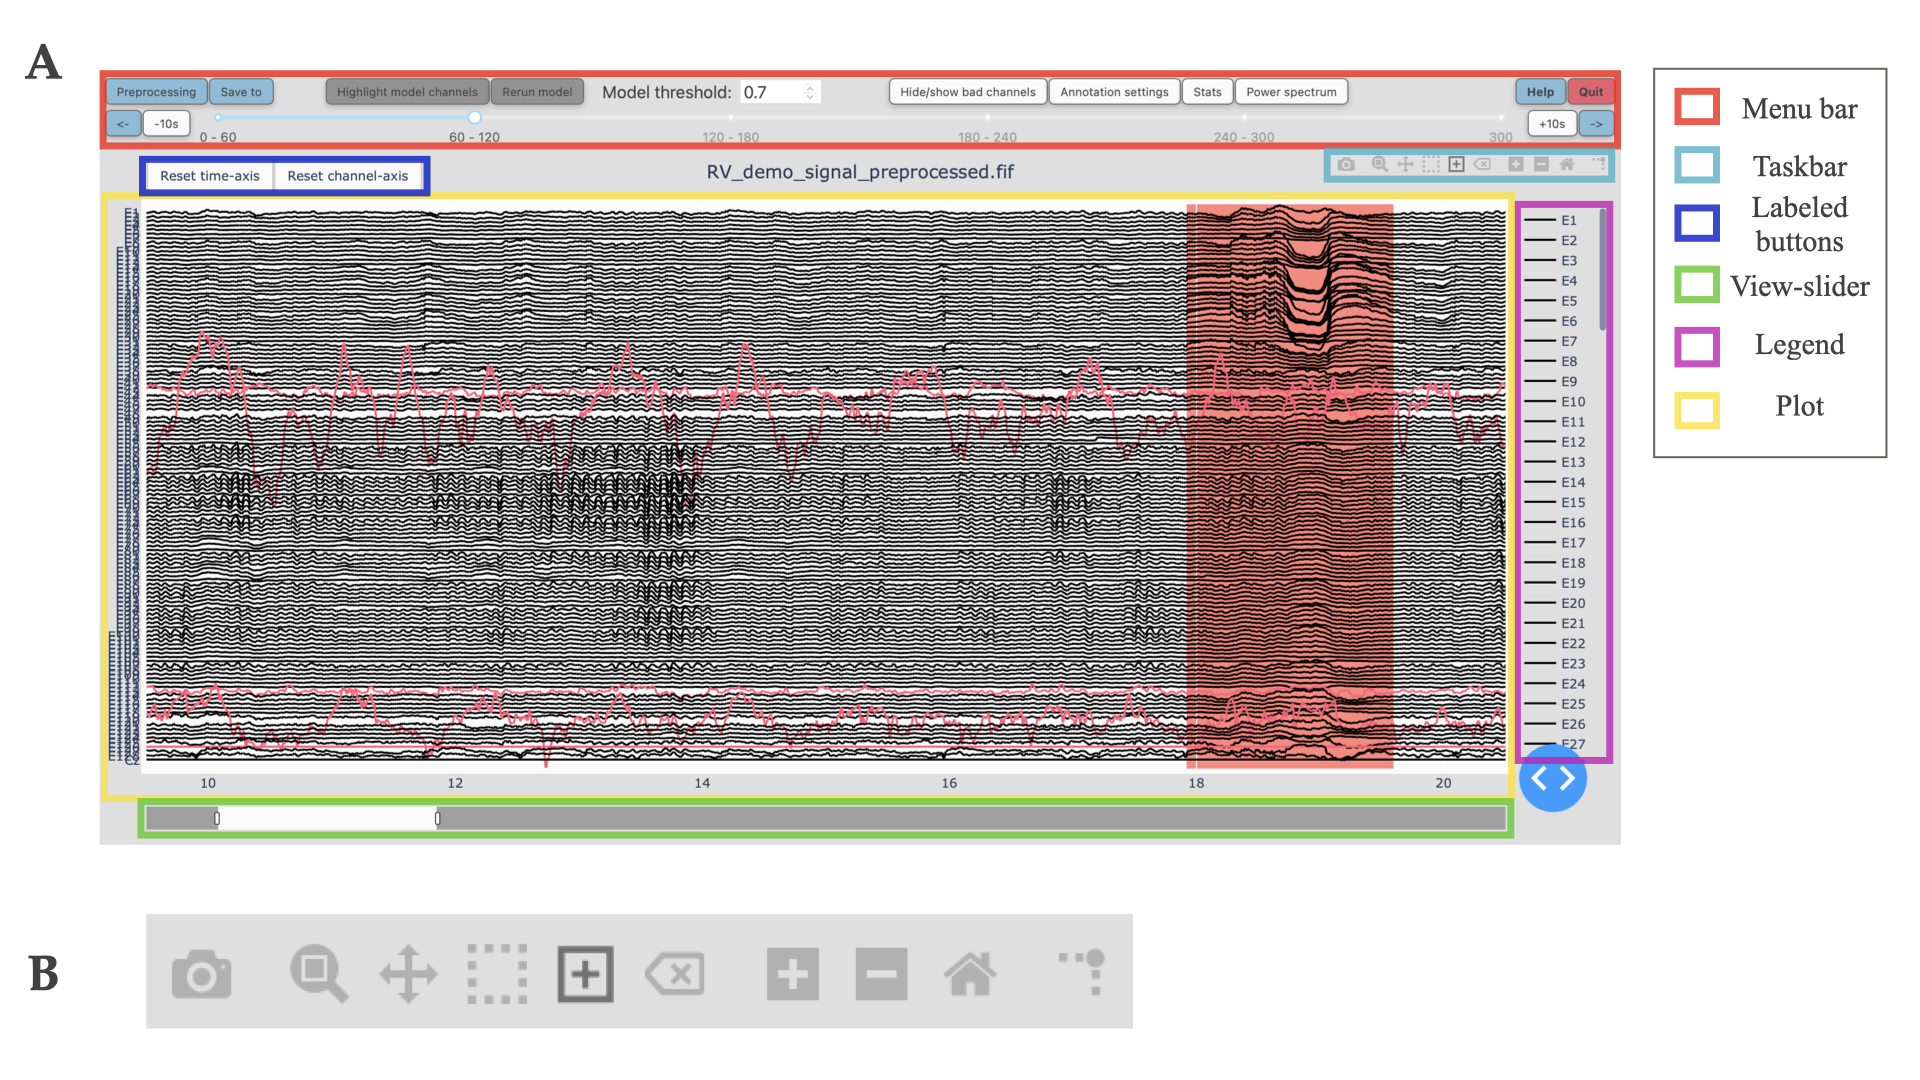 A
Preprocessing Save to Highlight model channels Rerun model Model threshold: 0.7 Hide/show bad channels Annotation settings Stats Power spectrum Help Quit
<- -10s +10s ->
0 - 60 60 - 120 120 - 180 180 - 240 240 - 300 300
Reset time-axis Reset channel-axis RV_demo_signal_preprocessed.fif
E1
E2
E3
E4
E5
E6
E7
E8
E9
E10
E11
E12
E13
E14
E15
E16
E17
E18
E19
E20
E21
E22
E23
E24
E25
E26
E27
Cz
10 12 14 16 18 20
Menu bar
Taskbar
Labeled
buttons
View-slider
Legend
Plot
B